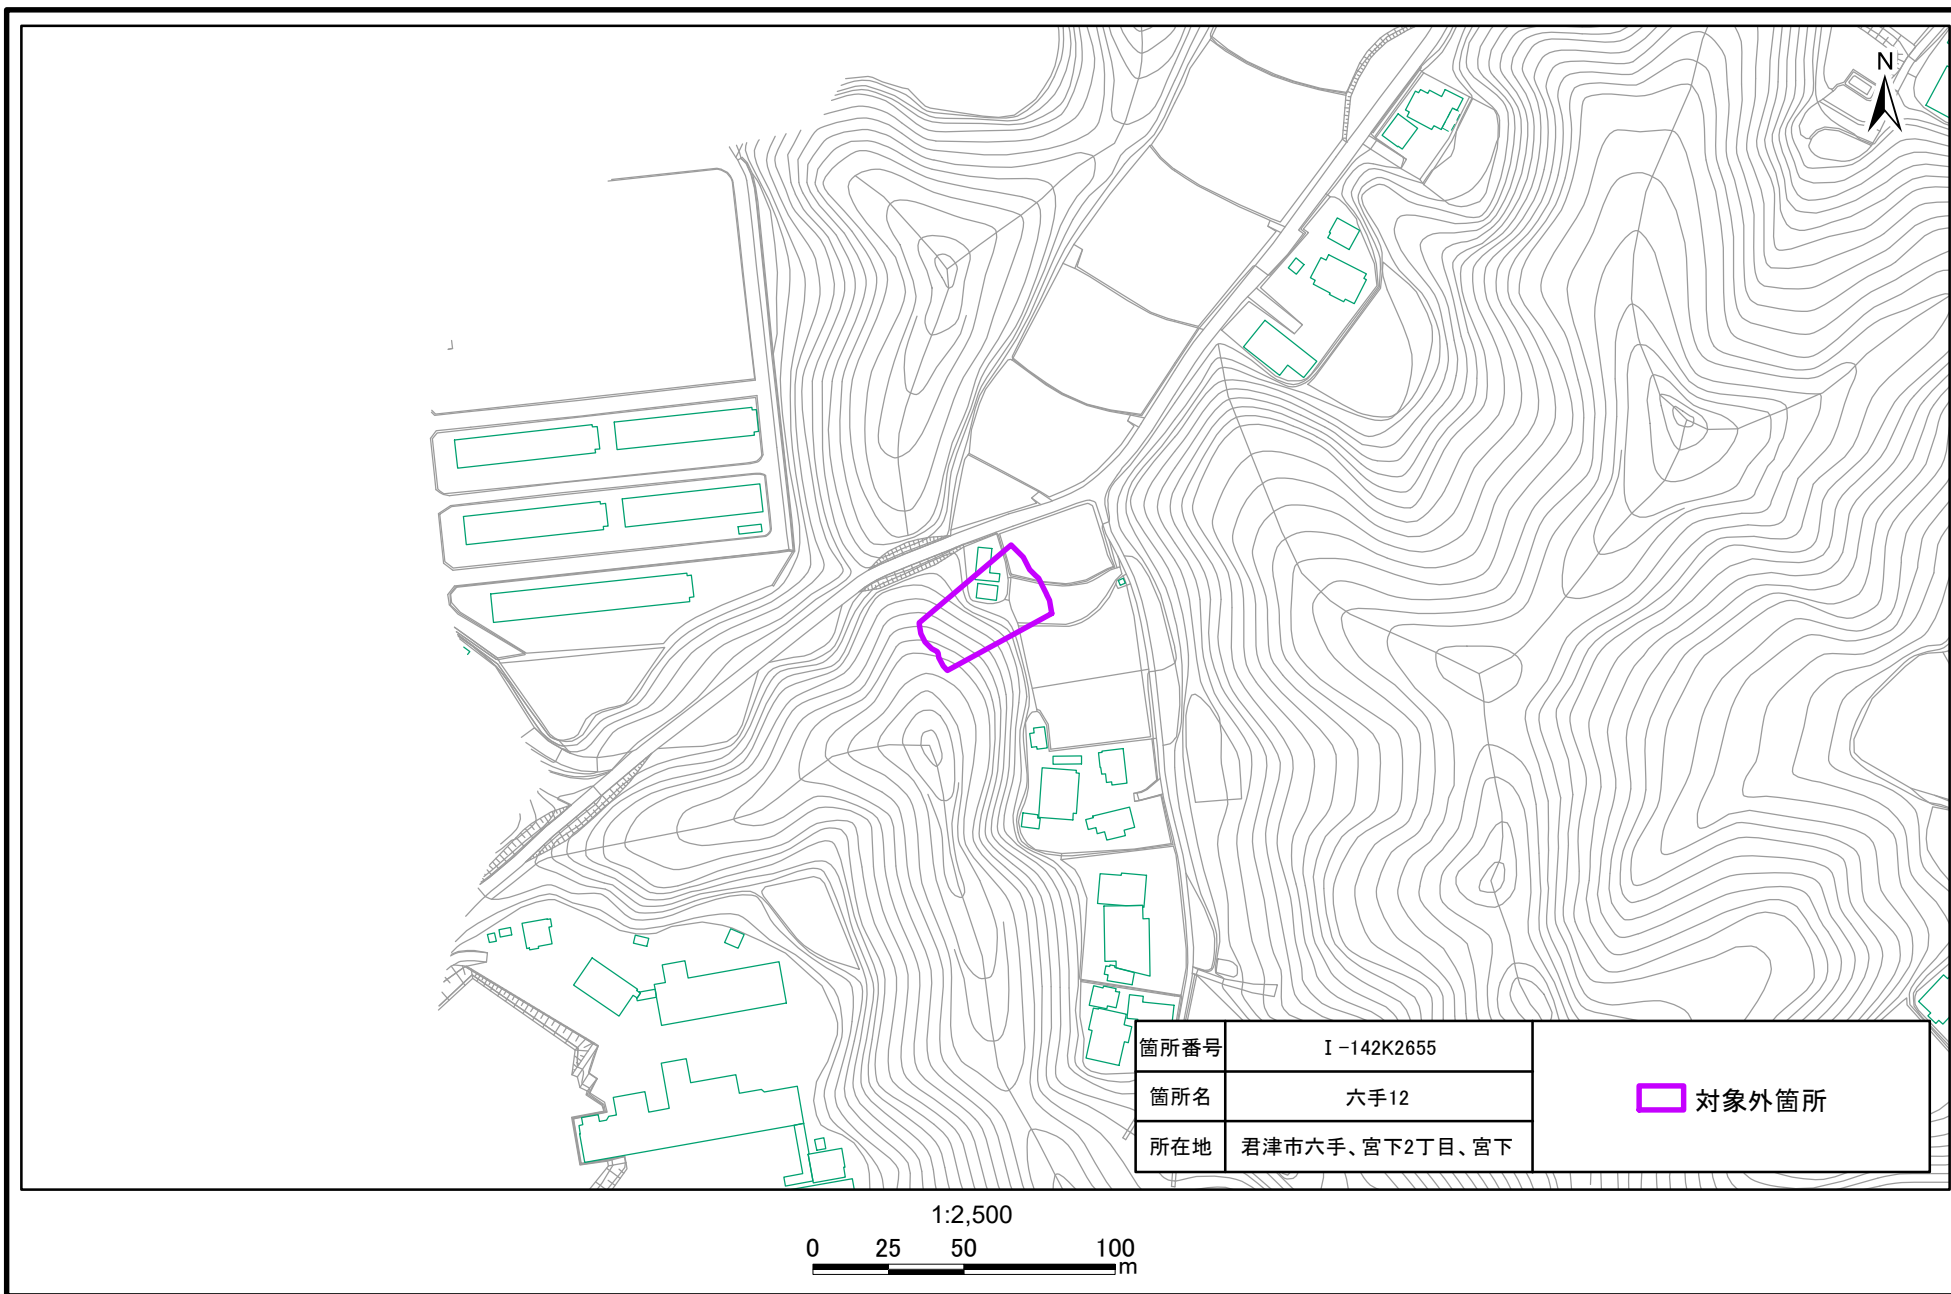 N
箇所番号 Ⅰ-142K2655
箇所名 六手12
所在地 君津市六手、宮下2丁目、宮下
対象外箇所
1:2,500
0 25 50 100
m